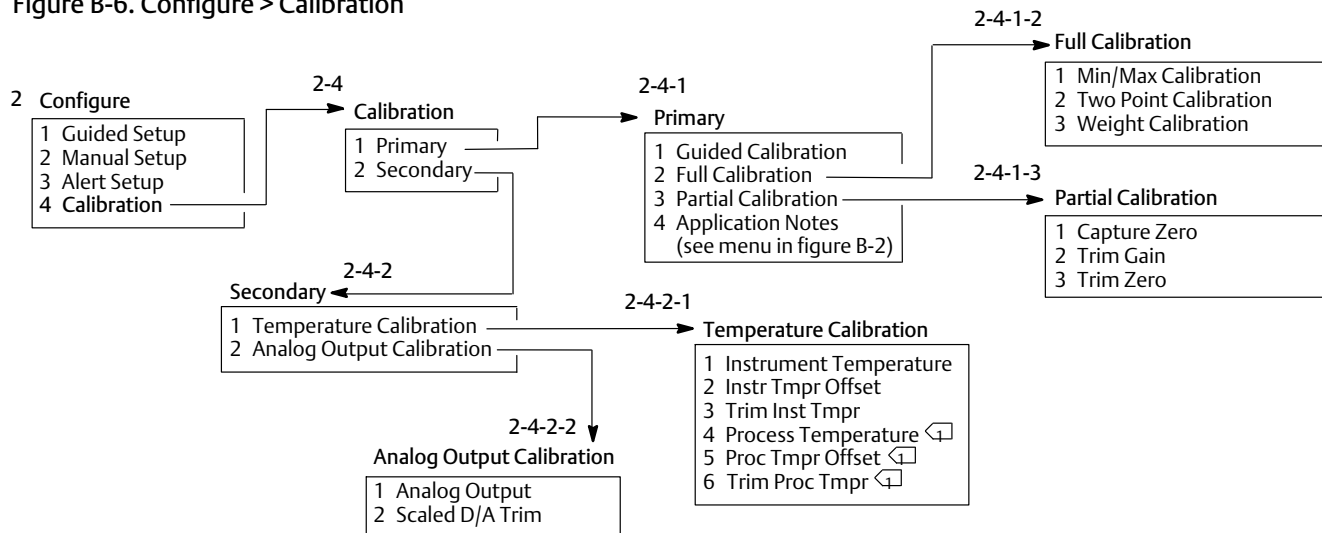 Figure B-6. Configure > Calibration
2-4-1-2
Full Calibration
1 Min/Max Calibration
2 Two Point Calibration
3 Weight Calibration
2 Configure
1 Guided Setup
2 Manual Setup
3 Alert Setup
4 Calibration
2-4
Calibration
1 Primary
2 Secondary
2-4-1
Primary
1 Guided Calibration
2 Full Calibration
3 Partial Calibration
4 Application Notes
(see menu in figure B-2)
2-4-1-3
Partial Calibration
1 Capture Zero
2 Trim Gain
3 Trim Zero
2-4-2
Secondary
1 Temperature Calibration
2 Analog Output Calibration
2-4-2-1
Temperature Calibration
1 Instrument Temperature
2 Instr Tmpr Offset
3 Trim Inst Tmpr
4 Process Temperature 1
5 Proc Tmpr Offset 1
6 Trim Proc Tmpr 1
2-4-2-2
Analog Output Calibration
1 Analog Output
2 Scaled D/A Trim